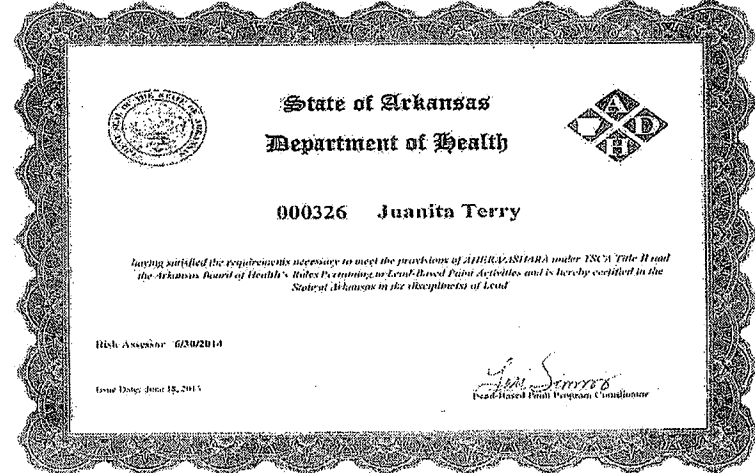 State of Arkansas
Department of Health
A
D
H
000326 Juanita Terry
having satisfied the requirements necessary to meet the provisions of AHERA/ASHARA under TSCA Title II and
the Arkansas Board of Health's Rules Pertaining to Lead-Based Paint Activities and is hereby certified in the
State of Arkansas in the discipline(s) of Lead
Risk Assessor 6/30/2014
Issue Date: June 18,
Lead-Based Paint Program Coordinator